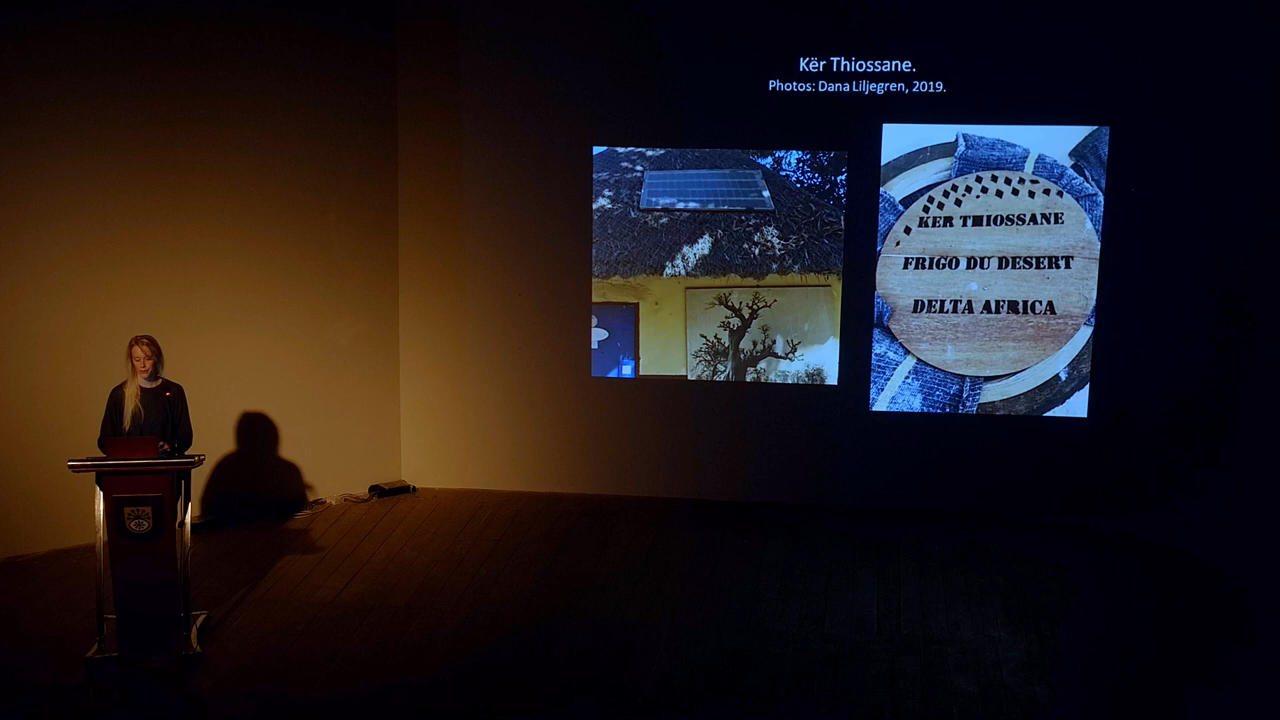 Kër Thiossane.
Photos: Dana Liljegren, 2019.
KER THIOSSANE
FRIGO DU DESERT
DELTA AFRICA